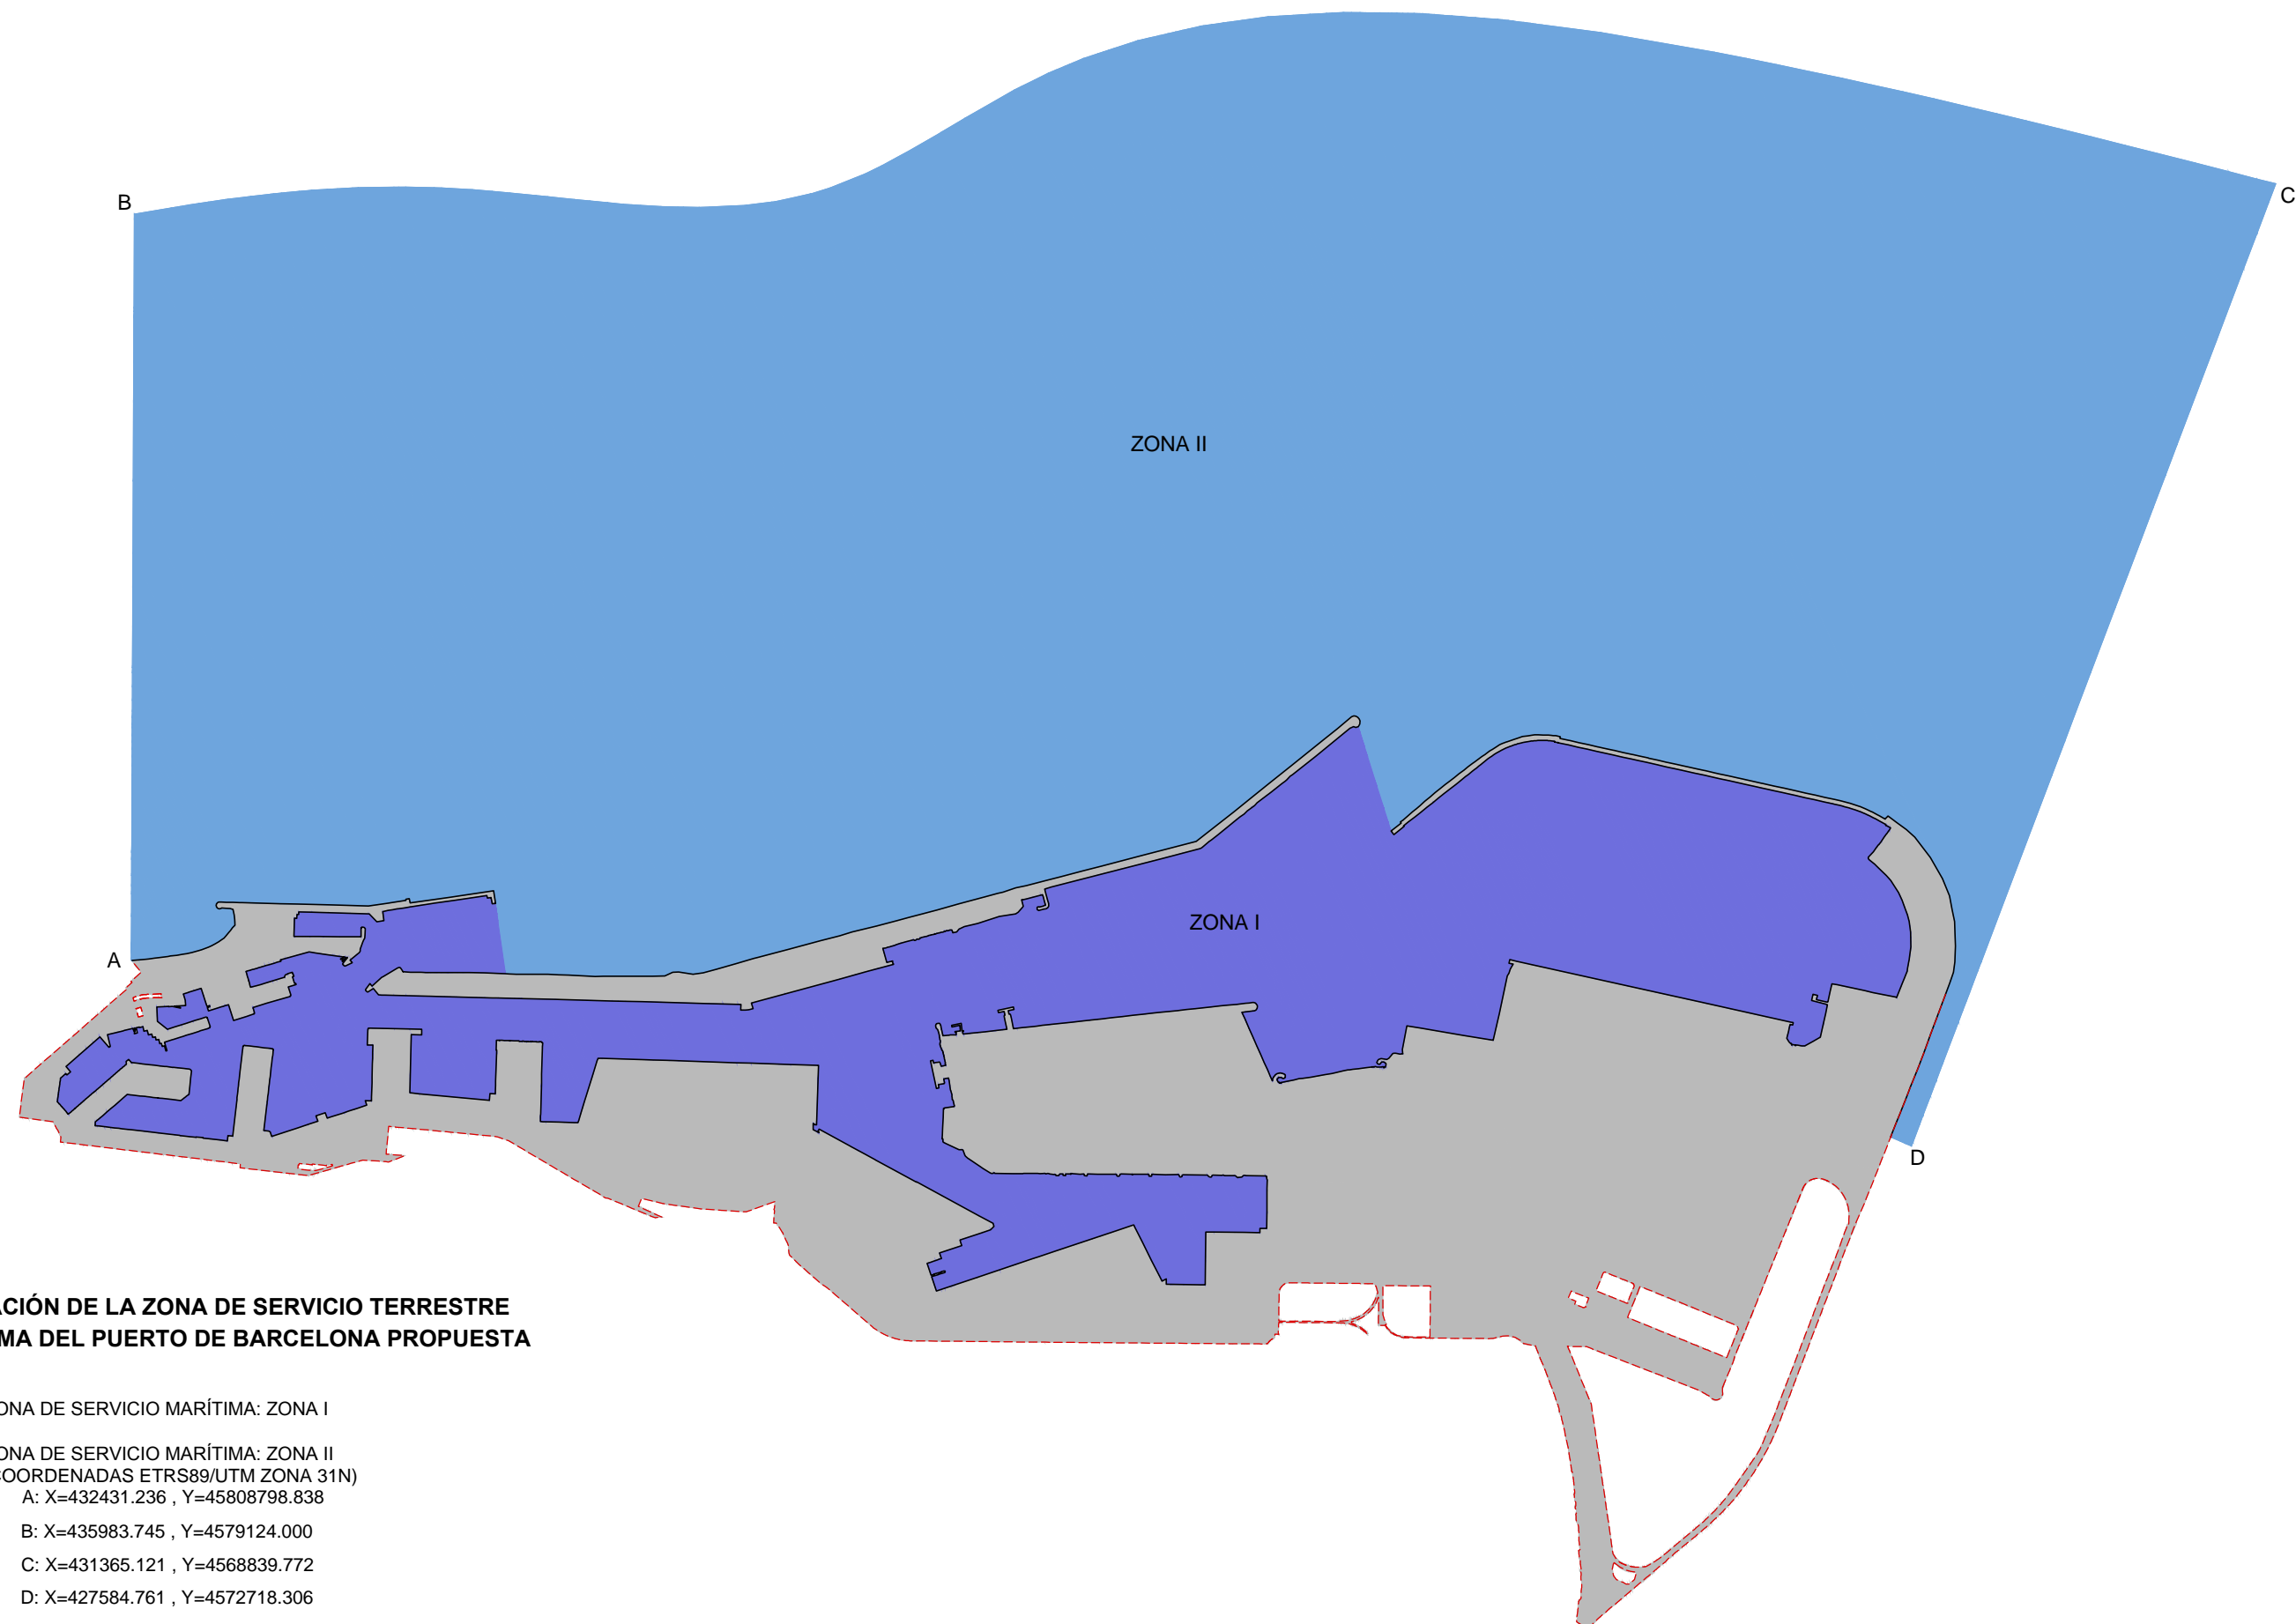 B
C
ZONA II
ZONA I
A
D
ACIÓN DE LA ZONA DE SERVICIO TERRESTRE
MA DEL PUERTO DE BARCELONA PROPUESTA
ONA DE SERVICIO MARÍTIMA: ZONA I
ONA DE SERVICIO MARÍTIMA: ZONA II
COORDENADAS ETRS89/UTM ZONA 31N)
A: X=432431.236 , Y=45808798.838
B: X=435983.745 , Y=4579124.000
C: X=431365.121 , Y=4568839.772
D: X=427584.761 , Y=4572718.306